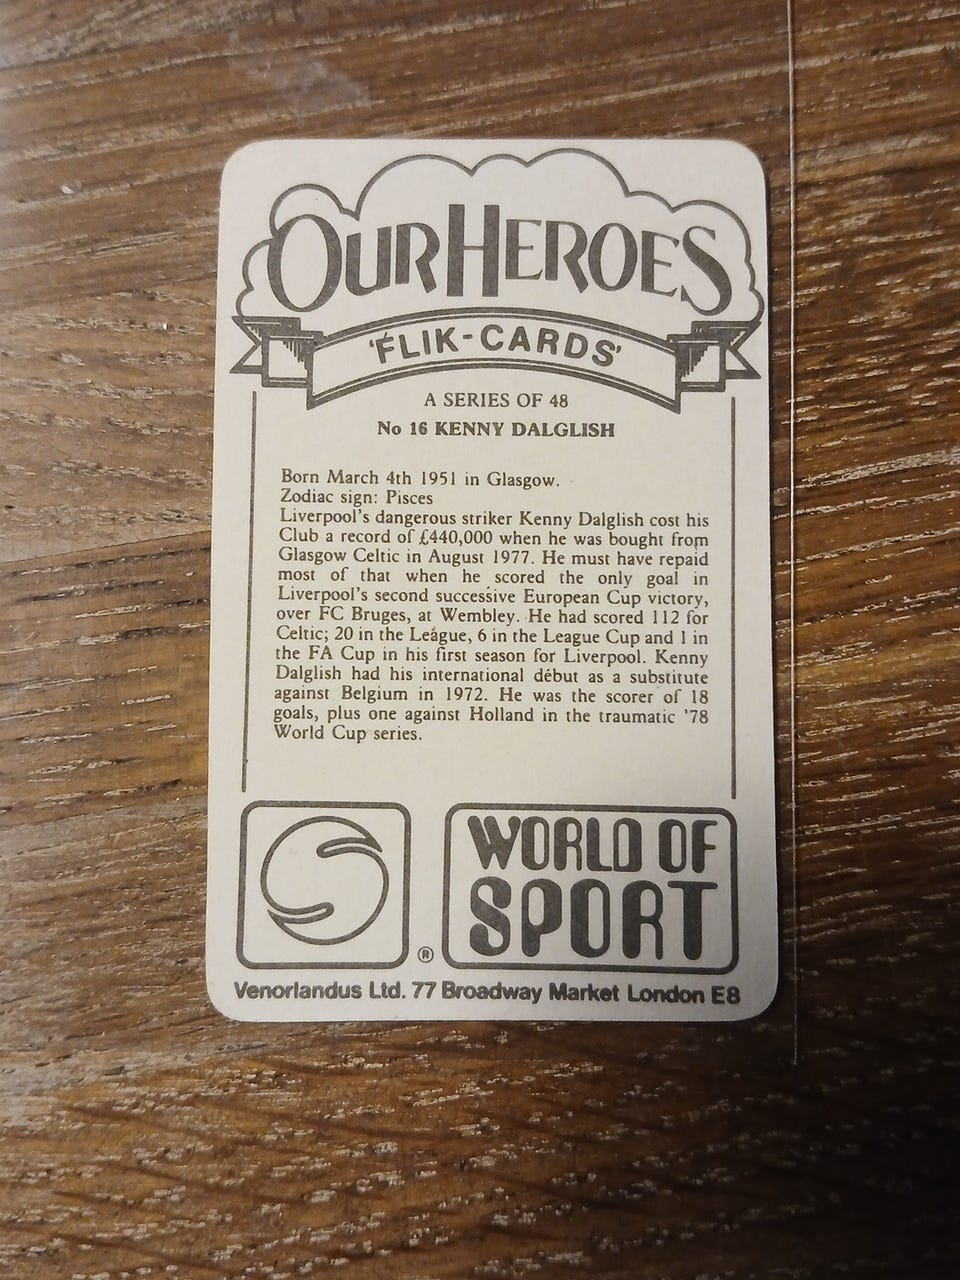 OUR HEROES
'FLIK-CARDS'
A SERIES OF 48
No 16 KENNY DALGLISH
Born March 4th 1951 in Glasgow.
Zodiac sign: Pisces
Liverpool's dangerous striker Kenny Dalglish cost his
Club a record of £440,000 when he was bought from
Glasgow Celtic in August 1977. He must have repaid
most of that when he scored the only goal in
Liverpool's second successive European Cup victory,
over FC Bruges, at Wembley. He had scored 112 for
Celtic; 20 in the League, 6 in the League Cup and 1 in
the FA Cup in his first season for Liverpool. Kenny
Dalglish had his international début as a substitute
against Belgium in 1972. He was the scorer of 18
goals, plus one against Holland in the traumatic '78
World Cup series.
WORLD OF
SPORT
®
Venorlandus Ltd. 77 Broadway Market London E8